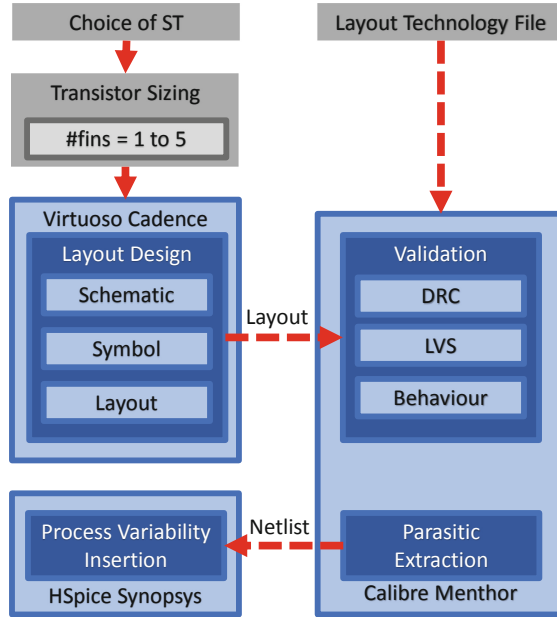 Choice of ST
Layout Technology File
Transistor Sizing
#fins = 1 to 5
Virtuoso Cadence
Layout Design
Schematic
Symbol
Layout
Layout
Validation
DRC
LVS
Behaviour
Process Variability
Insertion
HSpice Synopsys
Netlist
Parasitic
Extraction
Calibre Menthor